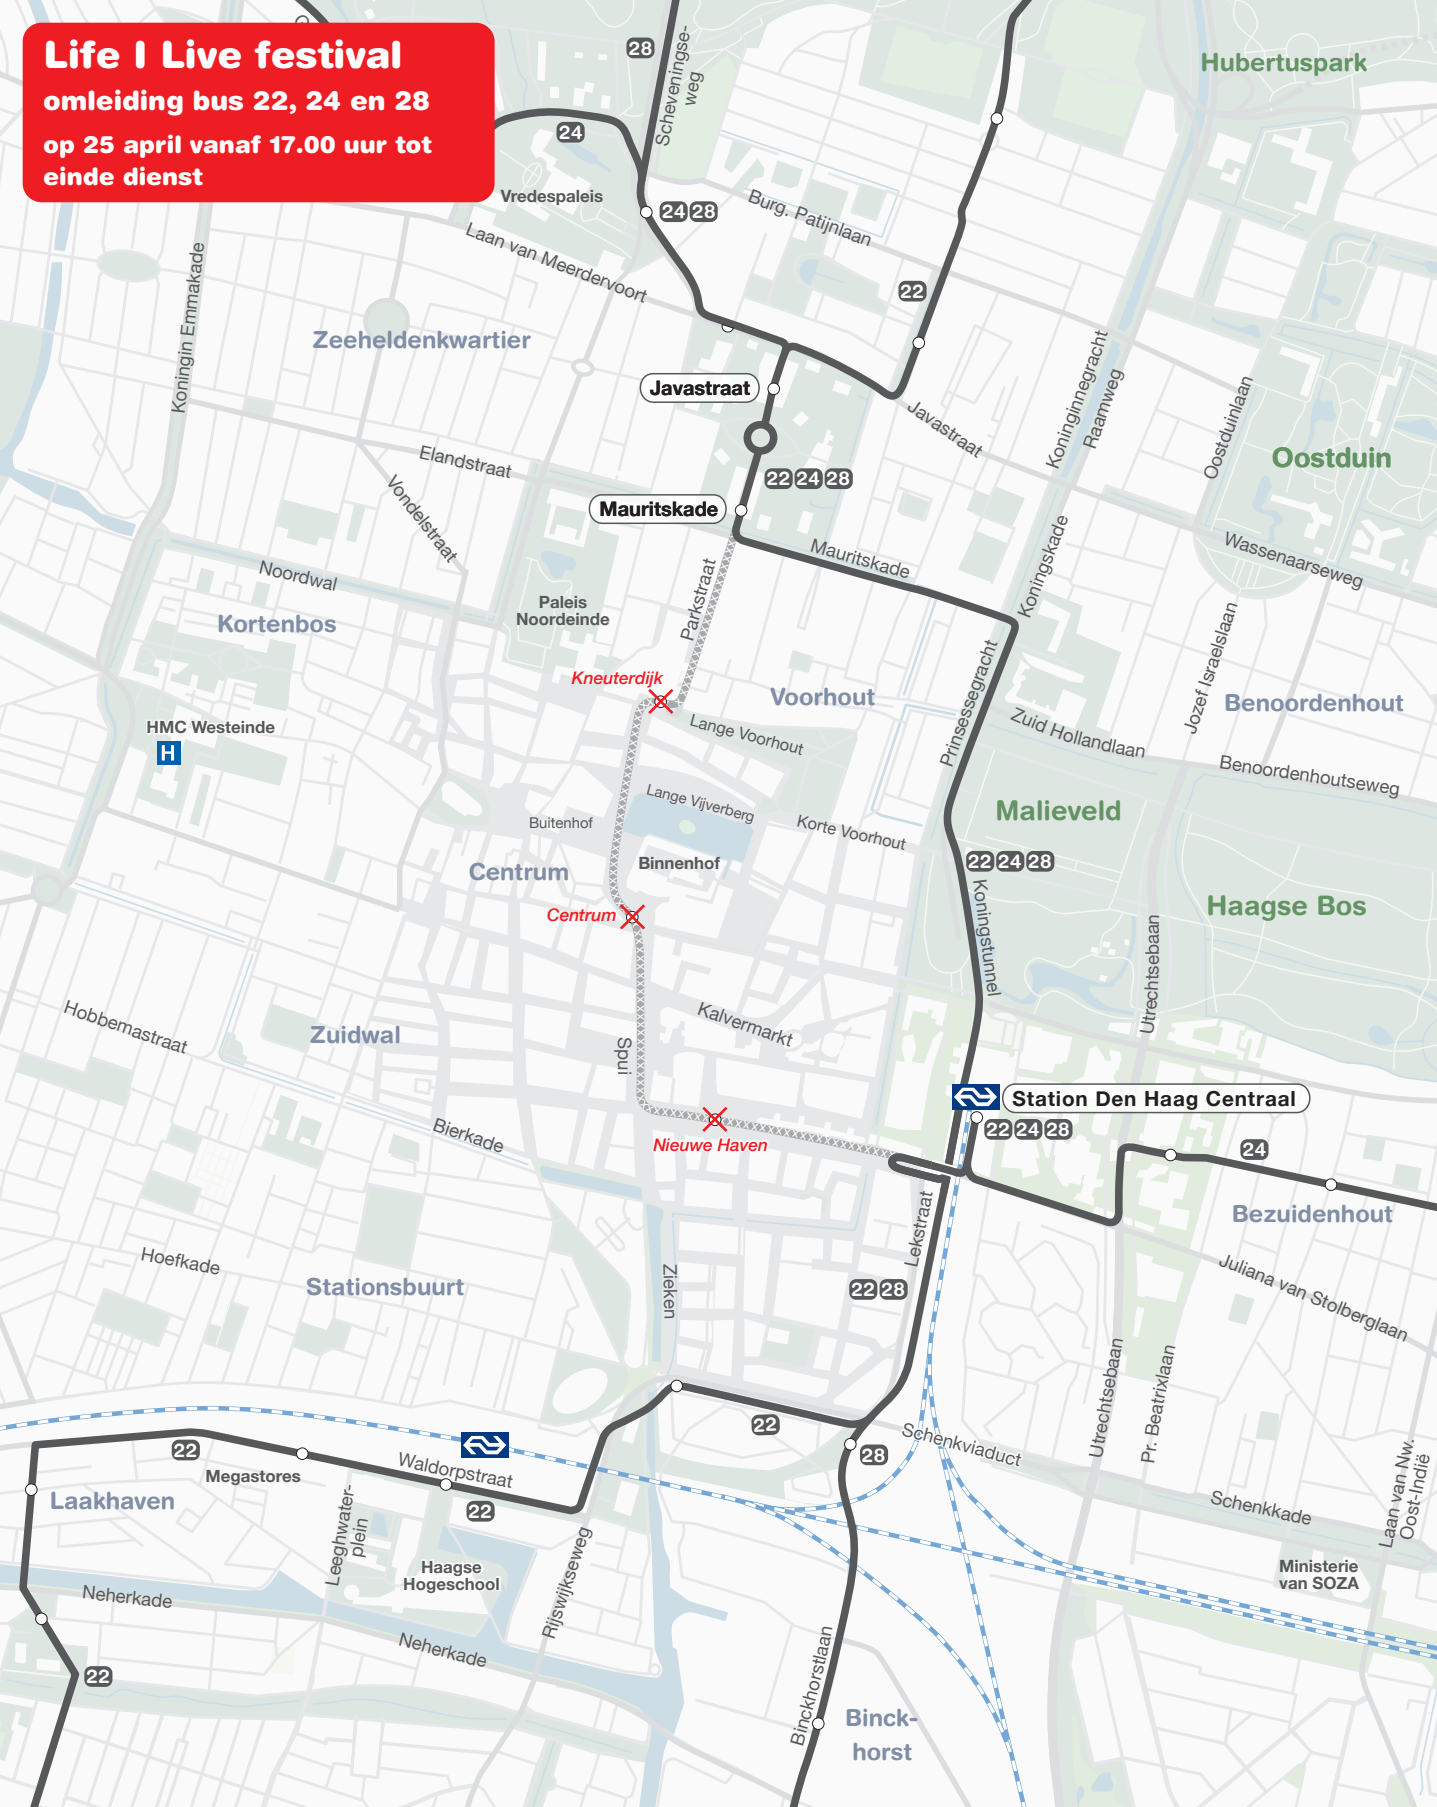 Life I Live festival
omleiding bus 22, 24 en 28
op 25 april vanaf 17.00 uur tot
einde dienst
28
Scheveningse-
weg
Hubertuspark
24
Vredespaleis
24 28
Burg. Patijnlaan
Laan van Meerdervoort
22
Koningin Emmakade
Zeeheldenkwartier
Javastraat
Javastraat
Koninginnegracht
Raamweg
Oostduinlaan
Oostduin
Elandstraat
Vondelstraat
22 24 28
Mauritskade
Mauritskade
Koningskade
Wassenaarseweg
Noordwal
Kortenbos
Paleis
Noordeinde
Parkstraat
Kneuterdijk
Voorhout
Prinsessegracht
Jozef Israelslaan
Benoordenhout
HMC Westeinde
H
Lange Voorhout
Zuid Hollandlaan
Benoordenhoutseweg
Lange Vijverberg
Buitenhof
Korte Voorhout
Malieveld
Binnenhof
Centrum
22 24 28
Koningstunnel
Haagse Bos
Centrum
Utrechtsebaan
Hobbemastraat
Zuidwal
Spui
Kalvermarkt
Station Den Haag Centraal
22 24 28
Bierkade
Nieuwe Haven
24
Lekstraat
Bezuidenhout
Hoefkade
Stationsbuurt
Zieken
22 28
Juliana van Stolberglaan
Utrechtsebaan
Pr. Beatrixlaan
22
Schenkviaduct
28
22
Megastores
Waldorpstraat
Laakhaven
22
Leeghwater-
plein
Schenkkade
Laan van Nw.
Oost-Indië
Haagse
Hogeschool
Rijswijkseweg
Ministerie
van SOZA
Neherkade
Neherkade
22
Binckhorstlaan
Binck-
horst